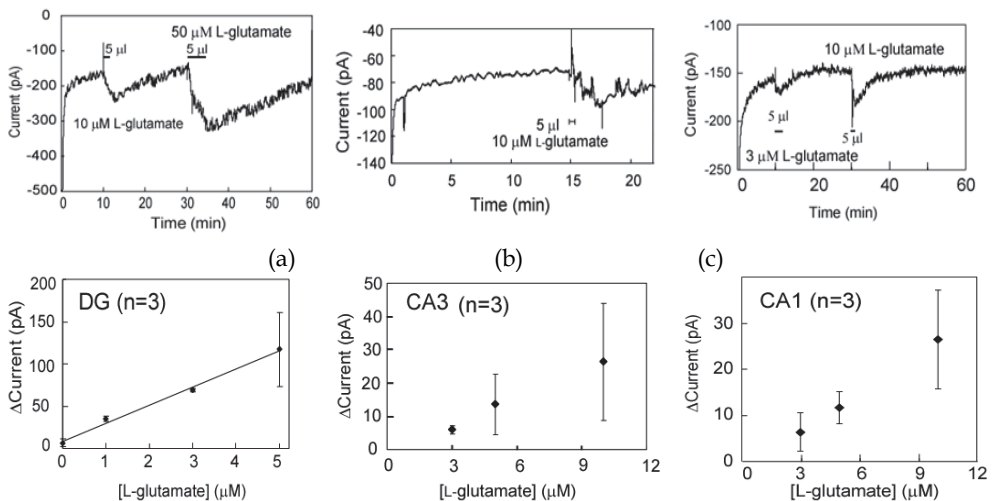 0
-100
-200
-300
-400
-500
Current (pA)
50 µM L-glutamate
5 µl
5 µl
10 µM L-glutamate
0 10 20 30 40 50 60
Time (min)
-40
-60
-80
-100
-120
-140
Current (pA)
5 µl
10 µM L-glutamate
0 5 10 15 20
Time (min)
-100
-150
-200
-250
Current (pA)
10 µM L-glutamate
5 µl
5 µl
3 µM L-glutamate
0 20 40 60
Time (min)
(a) (b) (c)
200
150
100
50
0
ΔCurrent (pA)
DG (n=3)
0 1 2 3 4 5
[L-glutamate] (µM)
50
40
30
20
10
0
ΔCurrent (pA)
CA3 (n=3)
0 3 6 9 12
[L-glutamate] (µM)
30
20
10
0
ΔCurrent (pA)
CA1 (n=3)
0 3 6 9 12
[L-glutamate] (µM)